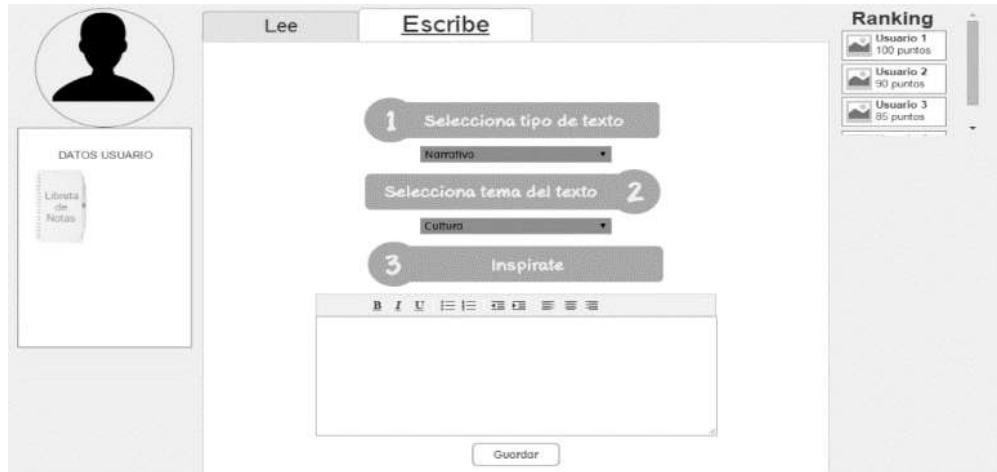 Lee
Escribe
DATOS USUARIO
Libreta
de
Notas
1 Selecciona tipo de texto
Narrativo
Selecciona tema del texto 2
Cultura
3 Inspirate
B I U
Guardar
Ranking
Usuario 1
100 puntos
Usuario 2
90 puntos
Usuario 3
85 puntos